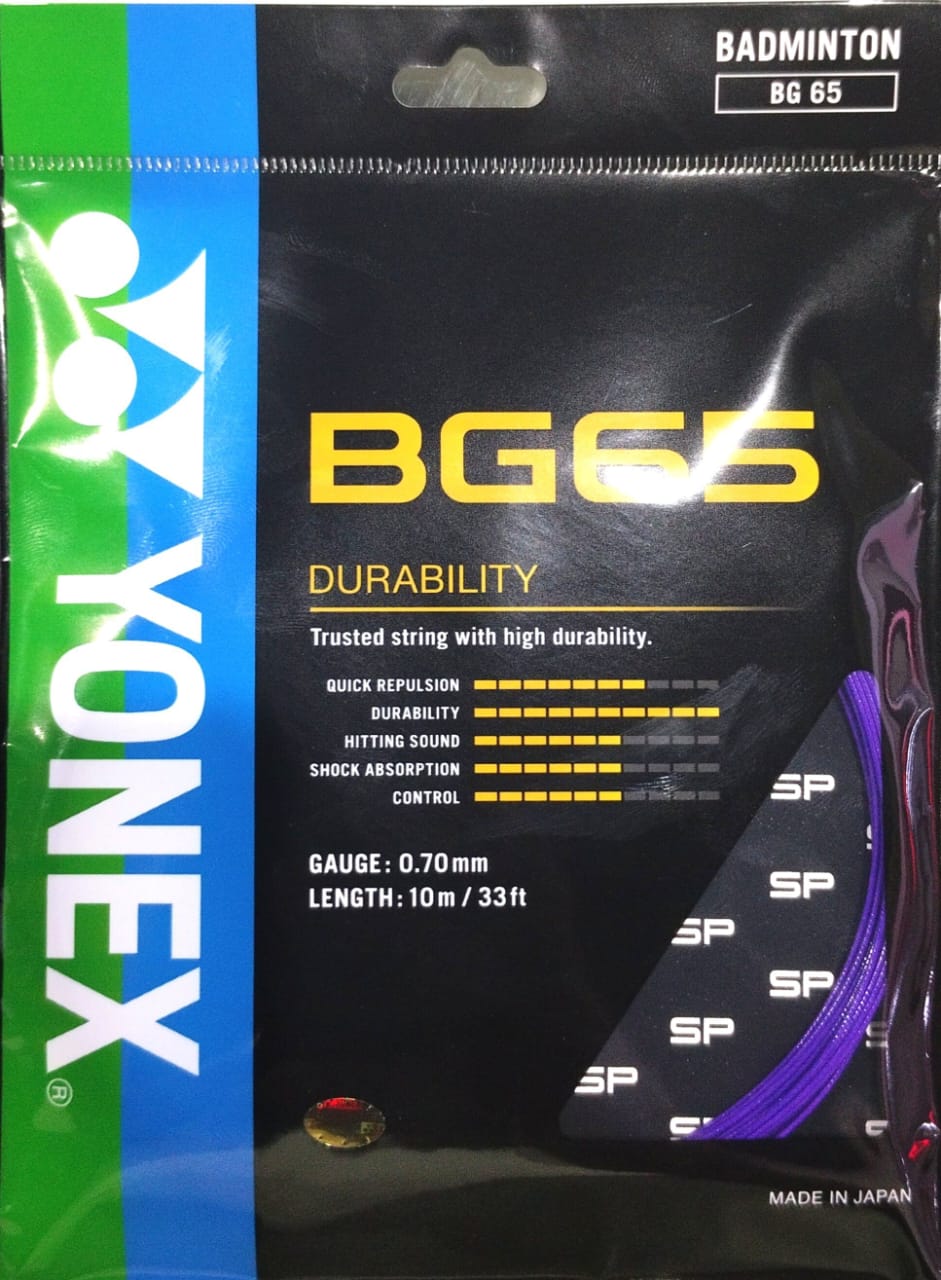 BADMINTON
BG 65
YONEX®
BG65
DURABILITY
Trusted string with high durability.
QUICK REPULSION
DURABILITY
HITTING SOUND
SHOCK ABSORPTION
CONTROL
GAUGE: 0.70mm
LENGTH: 10m / 33ft
SP
SP
SP
SP
SP
SP
MADE IN JAPAN